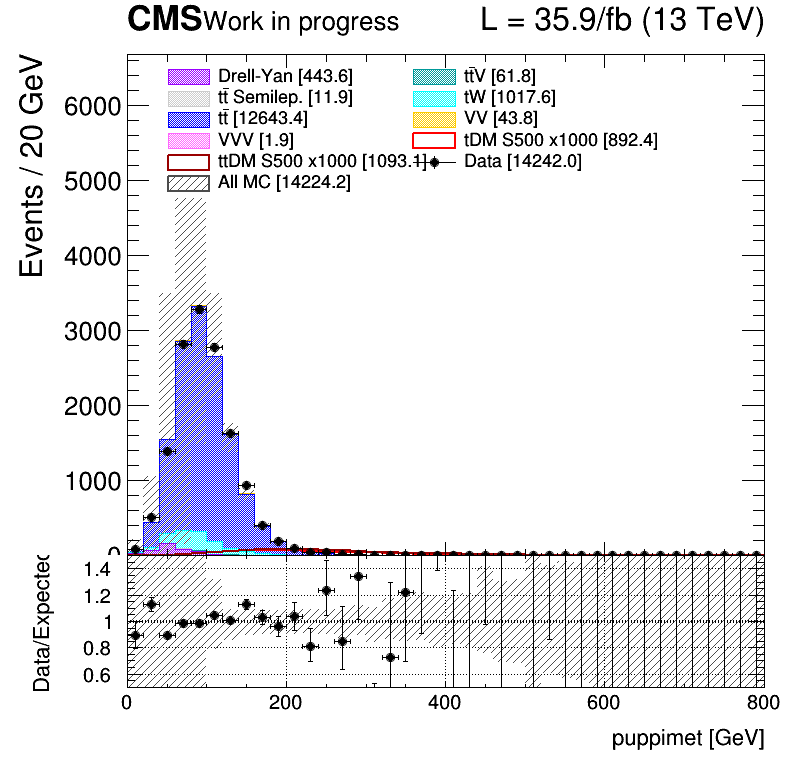 CMS Work in progress L = 35.9/fb (13 TeV)
Events / 20 GeV
Drell-Yan [443.6] tt̄V [61.8]
tt̄ Semilep. [11.9] tW [1017.6]
tt̄ [12643.4] VV [43.8]
VVV [1.9] tDM S500 x1000 [892.4]
ttDM S500 x1000 [1093.1] Data [14242.0]
All MC [14224.2]
6000
5000
4000
3000
2000
1000
0
Data/Expected
1.4
1.2
1
0.8
0.6
0 200 400 600 800
puppimet [GeV]